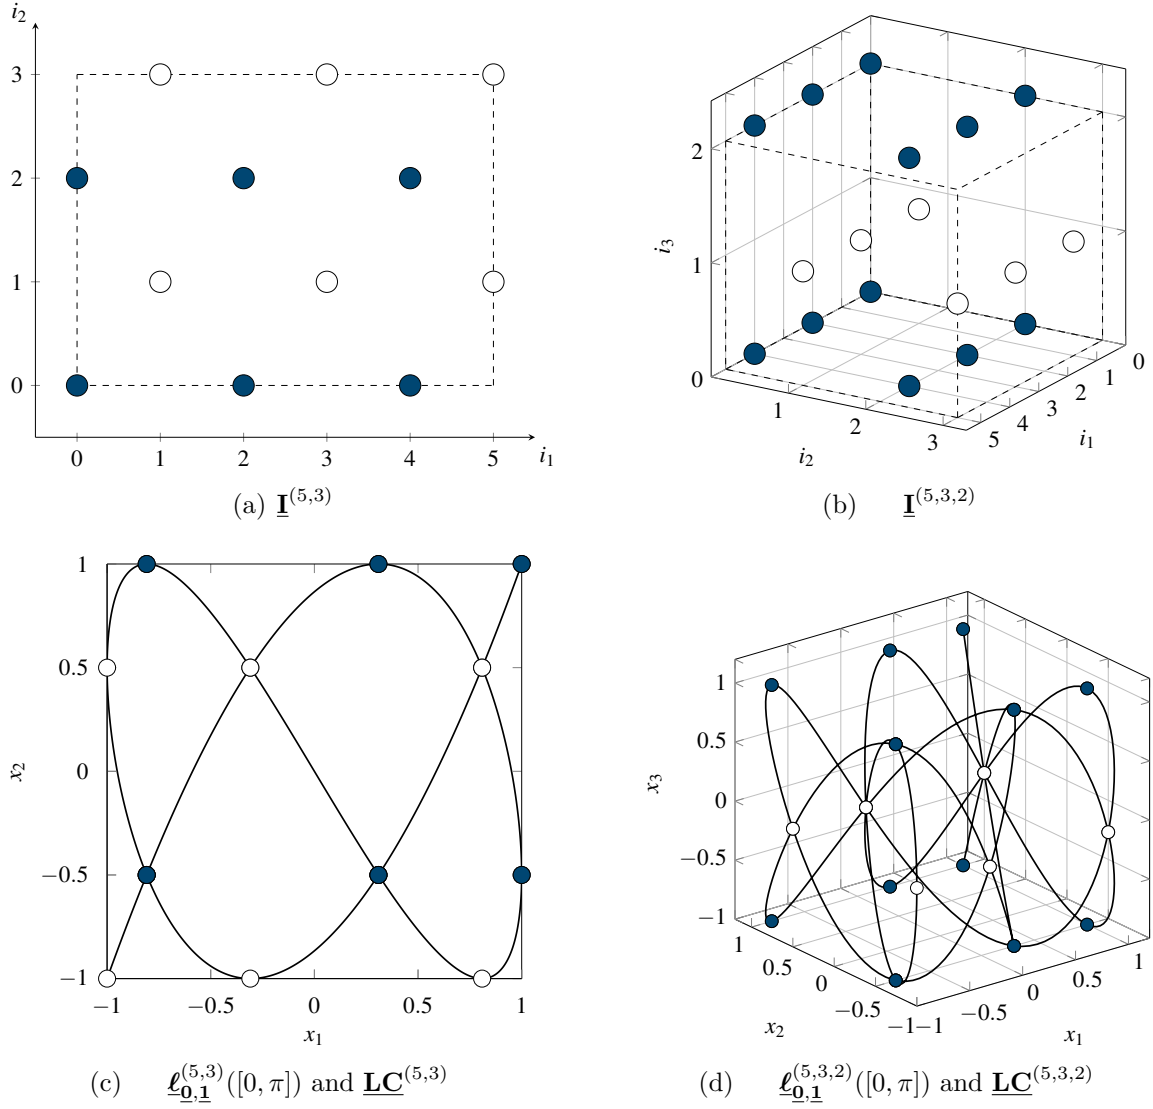 i₂
3
2
1
0
0 1 2 3 4 5 i₁
(a) I̲^(5,3)
2
1
0
i₃
1
2
3
i₂
5
4
3
2
1
0
i₁
(b) I̲^(5,3,2)
1
0.5
0
−0.5
−1
x₂
−1 −0.5 0 0.5 1
x₁
(c) ℓ̲_{0̲,1̲}^(5,3)([0, π]) and L̲C̲^(5,3)
1
0.5
0
−0.5
−1
x₃
1
0.5
0
−0.5
−1
x₂
−1
−0.5
0
0.5
1
x₁
(d) ℓ̲_{0̲,1̲}^(5,3,2)([0, π]) and L̲C̲^(5,3,2)